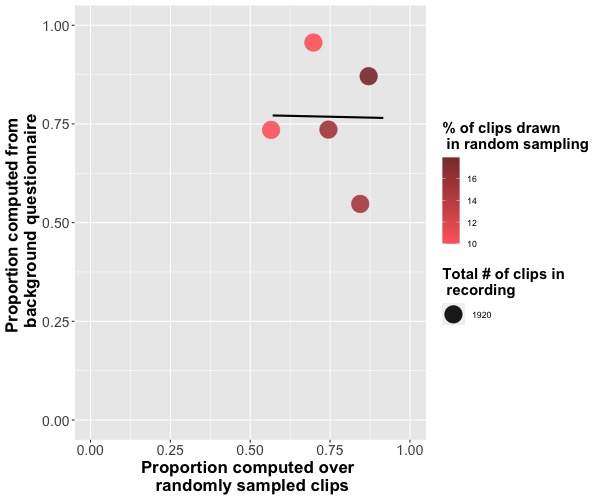 1.00
0.75
0.50
0.25
0.00
Proportion computed from
background questionnaire
0.00 0.25 0.50 0.75 1.00
Proportion computed over
randomly sampled clips
% of clips drawn
in random sampling
16
14
12
10
Total # of clips in
recording
1920